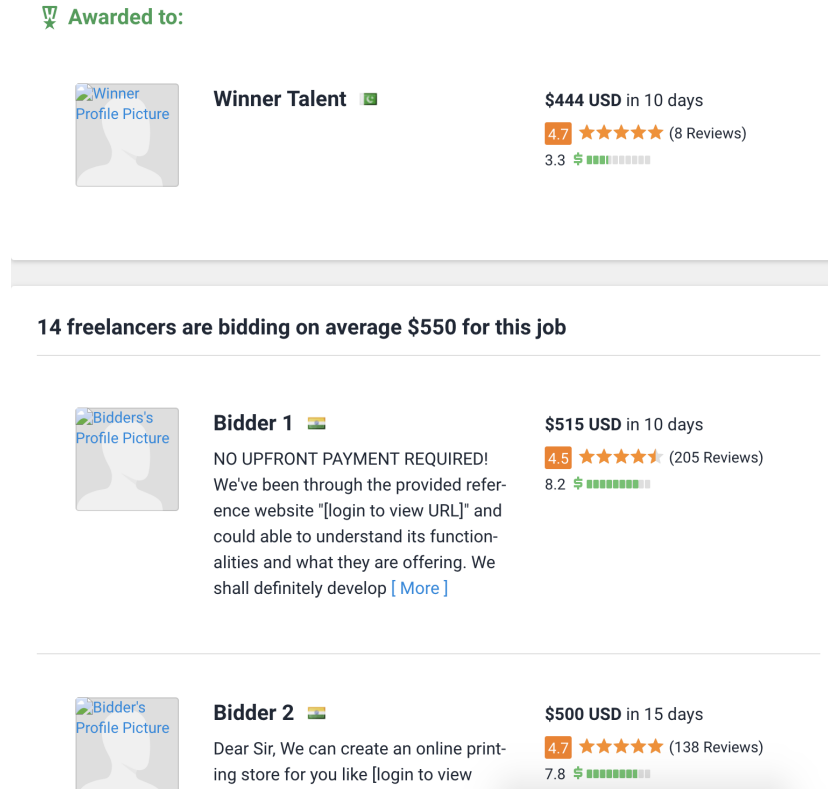 Awarded to:
Winner
Profile Picture
Winner Talent
$444 USD in 10 days
4.7 (8 Reviews)
3.3 $
14 freelancers are bidding on average $550 for this job
Bidders's
Profile Picture
Bidder 1
NO UPFRONT PAYMENT REQUIRED!
We've been through the provided refer-
ence website "[login to view URL]" and
could able to understand its function-
alities and what they are offering. We
shall definitely develop [ More ]
$515 USD in 10 days
4.5 (205 Reviews)
8.2 $
Bidder's
Profile Picture
Bidder 2
Dear Sir, We can create an online print-
ing store for you like [login to view
$500 USD in 15 days
4.7 (138 Reviews)
7.8 $